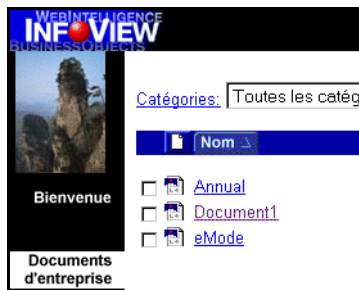 WEBINTELLIGENCE
INFOVIEW
BUSINESSOBJECTS
Catégories: Toutes les catég
Nom
Annual
Bienvenue
Document1
eMode
Documents
d'entreprise